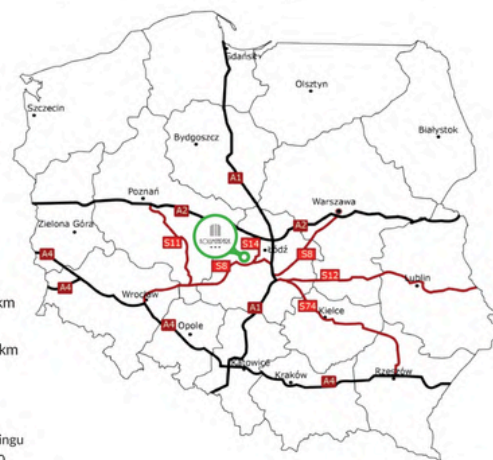 Gdańsk
Olsztyn
Szczecin
Białystok
Bydgoszcz
A1
Poznań
Warszawa
A2
A2
Zielona Góra
S11
S14
Łódź
S8
S8
A4
S12
Lublin
A4
km
Wrocław
A1
S74
Kielce
A4
Opole
km
Katowice
Kraków
A4
Rzeszów
ingu